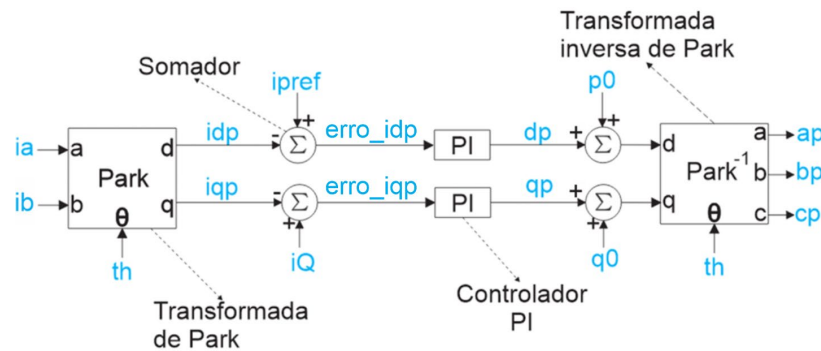 Transformada
inversa de Park
Somador
ipref
p0
+
+
+
ia
a
d
idp
-
Σ
erro_idp
PI
dp
+
Σ
d
a
ap
Park
Park
-1
b
bp
ib
b
q
iqp
-
Σ
erro_iqp
PI
qp
+
Σ
q
c
cp
θ
+
+
θ
th
iQ
q0
th
Transformada
de Park
Controlador
PI